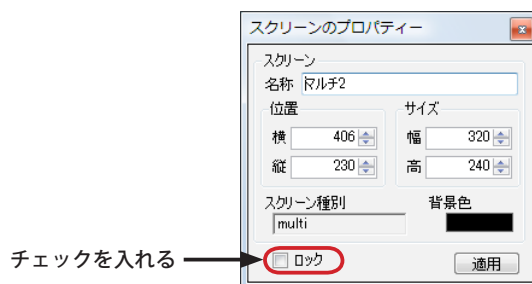 スクリーンのプロパティー
スクリーン
名称 マルチ2
位置 サイズ
横 406 幅 320
縦 230 高 240
スクリーン種別 背景色
multi
チェックを入れる ロック 適用